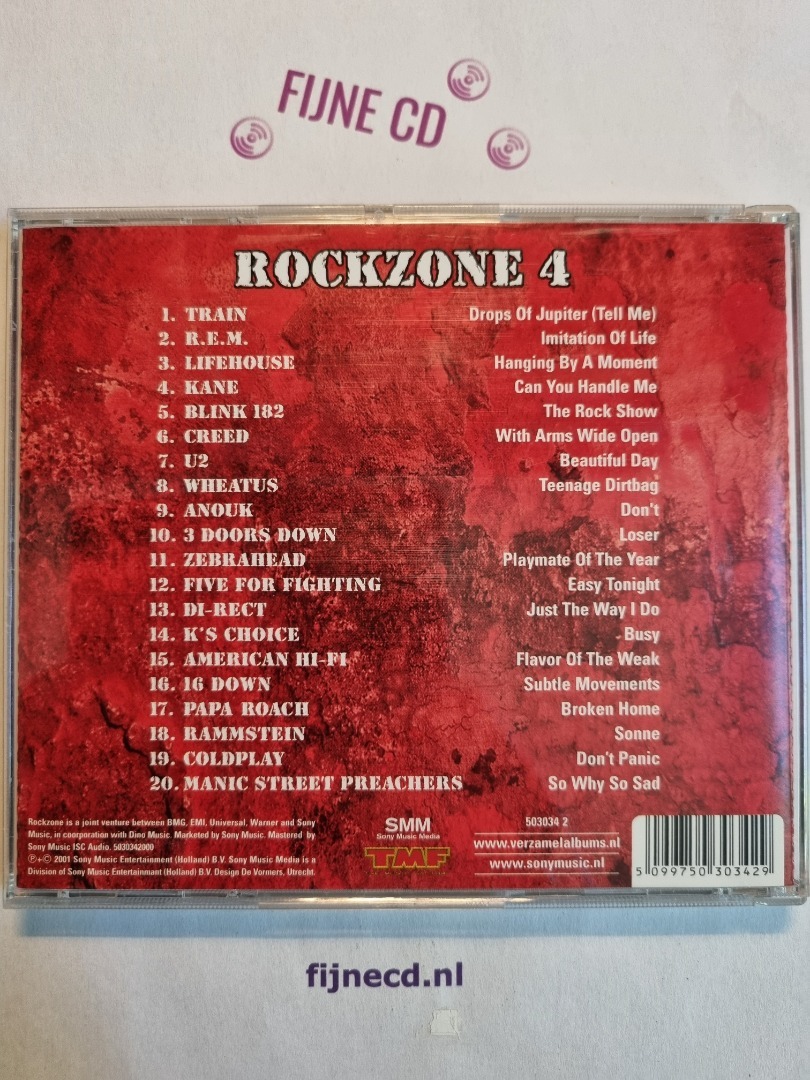 FIJNE CD
ROCKZONE 4
1. TRAIN Drops Of Jupiter (Tell Me)
2. R.E.M. Imitation Of Life
3. LIFEHOUSE Hanging By A Moment
4. KANE Can You Handle Me
5. BLINK 182 The Rock Show
6. CREED With Arms Wide Open
7. U2 Beautiful Day
8. WHEATUS Teenage Dirtbag
9. ANOUK Don't
10. 3 DOORS DOWN Loser
11. ZEBRAHEAD Playmate Of The Year
12. FIVE FOR FIGHTING Easy Tonight
13. DI-RECT Just The Way I Do
14. K'S CHOICE Busy
15. AMERICAN HI-FI Flavor Of The Weak
16. 16 DOWN Subtle Movements
17. PAPA ROACH Broken Home
18. RAMMSTEIN Sonne
19. COLDPLAY Don't Panic
20. MANIC STREET PREACHERS So Why So Sad
Rockzone is a joint venture between BMG, EMI, Universal, Warner and Sony
Music, in coorporation with Dino Music. Marketed by Sony Music. Mastered by
Sony Music ISC Audio. 5030342000
℗+© 2001 Sony Music Entertainment (Holland) B.V. Sony Music Media is a
Division of Sony Music Entertainmant (Holland) B.V. Design De Vormers, Utrecht.
SMM
Sony Music Media
TMF
503034 2
www.verzamelalbums.nl
www.sonymusic.nl
5 099750 303429
fijnecd.nl